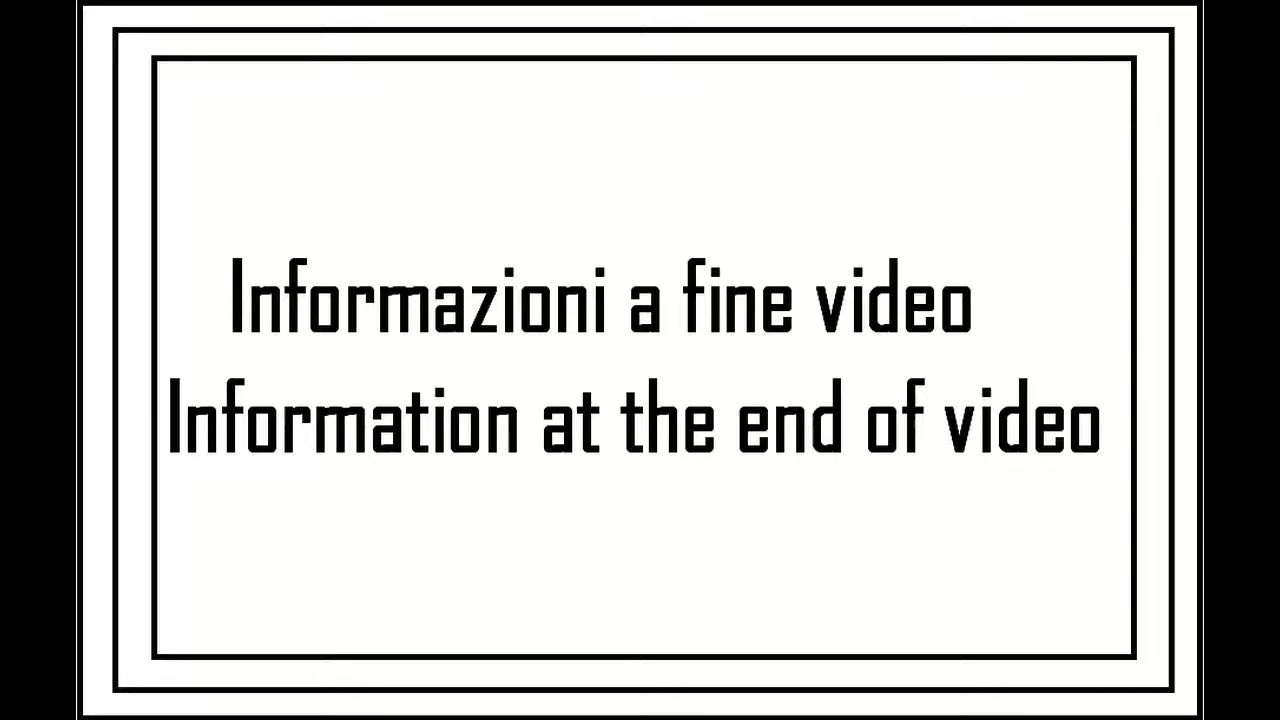 Informazioni a fine video
Information at the end of video